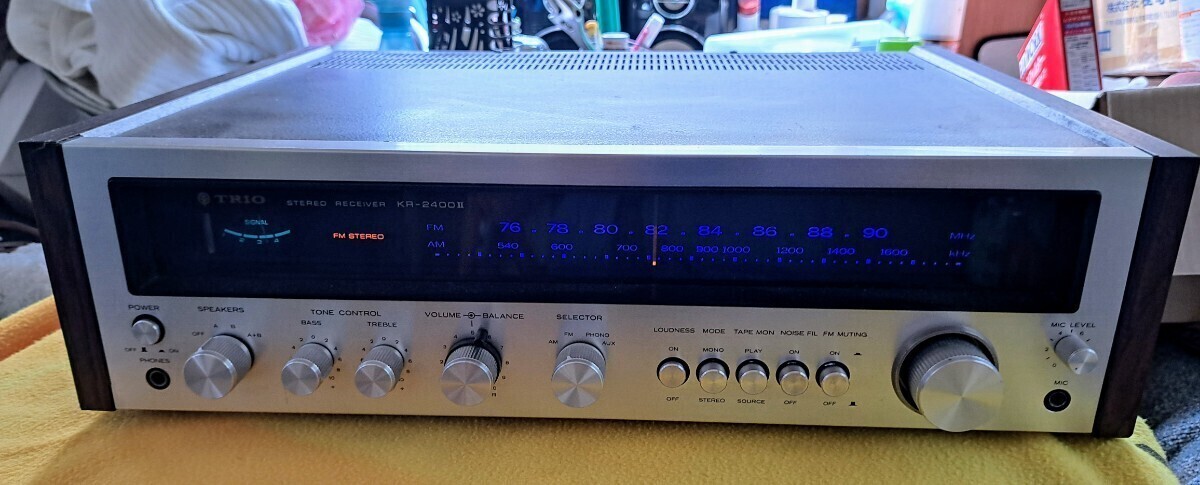 TRIO STEREO RECEIVER KR-2400II
SIGNAL
2 3 4
FM STEREO
FM 76 78 80 82 84 86 88 90 MHz
AM 540 600 700 800 900 1000 1200 1400 1600 kHz
POWER
OFF ON
PHONES
SPEAKERS
OFF A B A+B
TONE CONTROL
BASS TREBLE
VOLUME BALANCE
SELECTOR
AM FM PHONO AUX
LOUDNESS MODE TAPE MON NOISE FIL FM MUTING
ON MONO PLAY ON ON
OFF STEREO SOURCE OFF OFF
MIC LEVEL
MIC